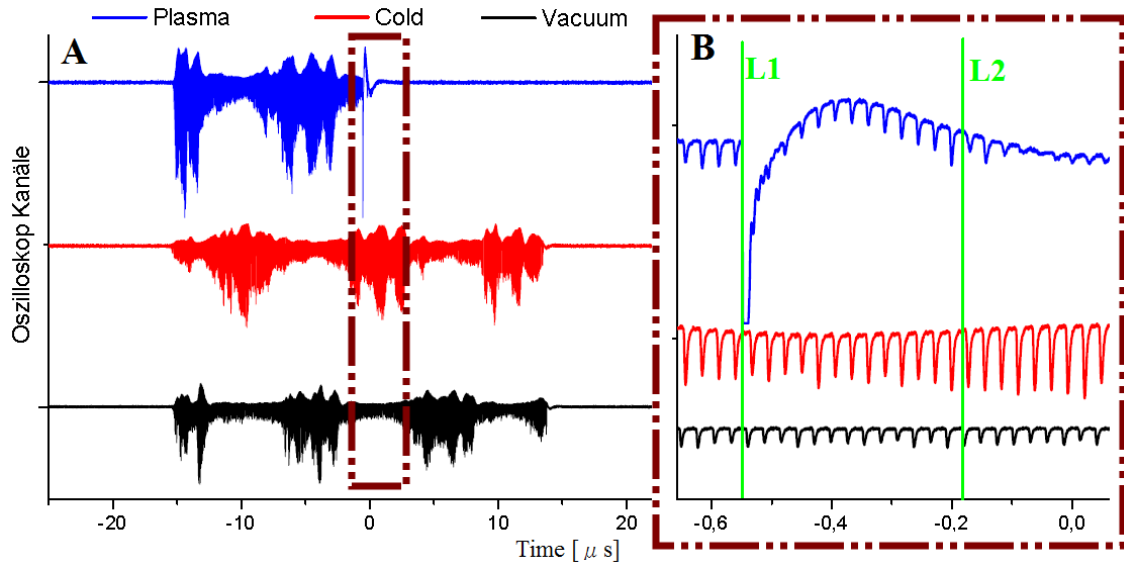 Plasma Cold Vacuum
A
B
L1
L2
Oszilloskop Kanäle
-20 -10 0 10 20
-0,6 -0,4 -0,2 0,0
Time [ μ s]